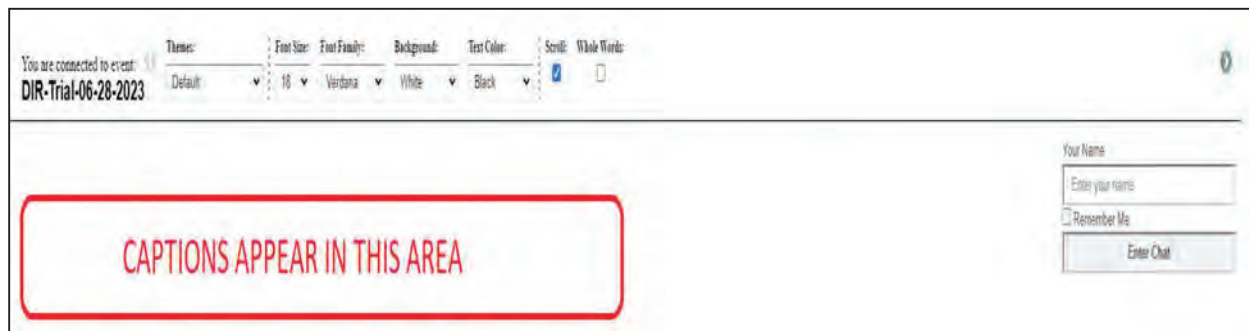 You are connected to event:
DIR-Trial-06-28-2023
Themes:
Default
Font Size:
18
Font Family:
Verdana
Background:
White
Text Color:
Black
Scroll:
Whole Words:
Your Name
Enter your name
Remember Me
Enter Chat
CAPTIONS APPEAR IN THIS AREA